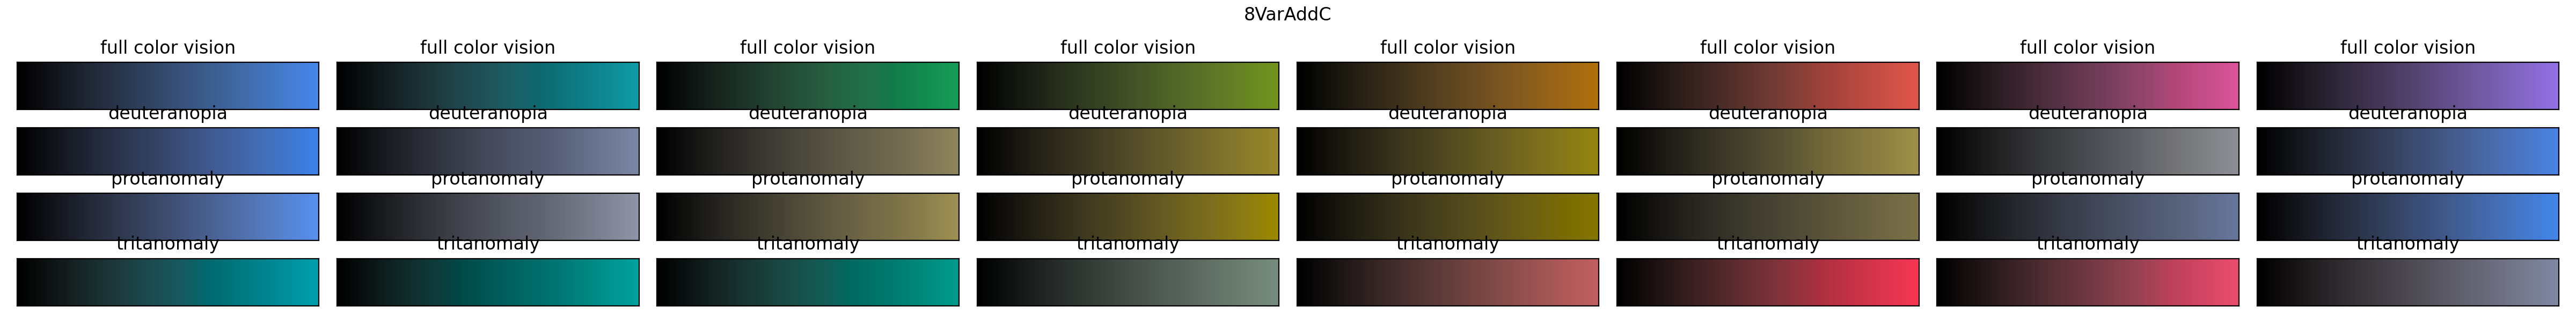 8VarAddC
full color vision full color vision full color vision full color vision full color vision full color vision full color vision full color vision
deuteranopia deuteranopia deuteranopia deuteranopia deuteranopia deuteranopia deuteranopia deuteranopia
protanomaly protanomaly protanomaly protanomaly protanomaly protanomaly protanomaly protanomaly
tritanomaly tritanomaly tritanomaly tritanomaly tritanomaly tritanomaly tritanomaly tritanomaly